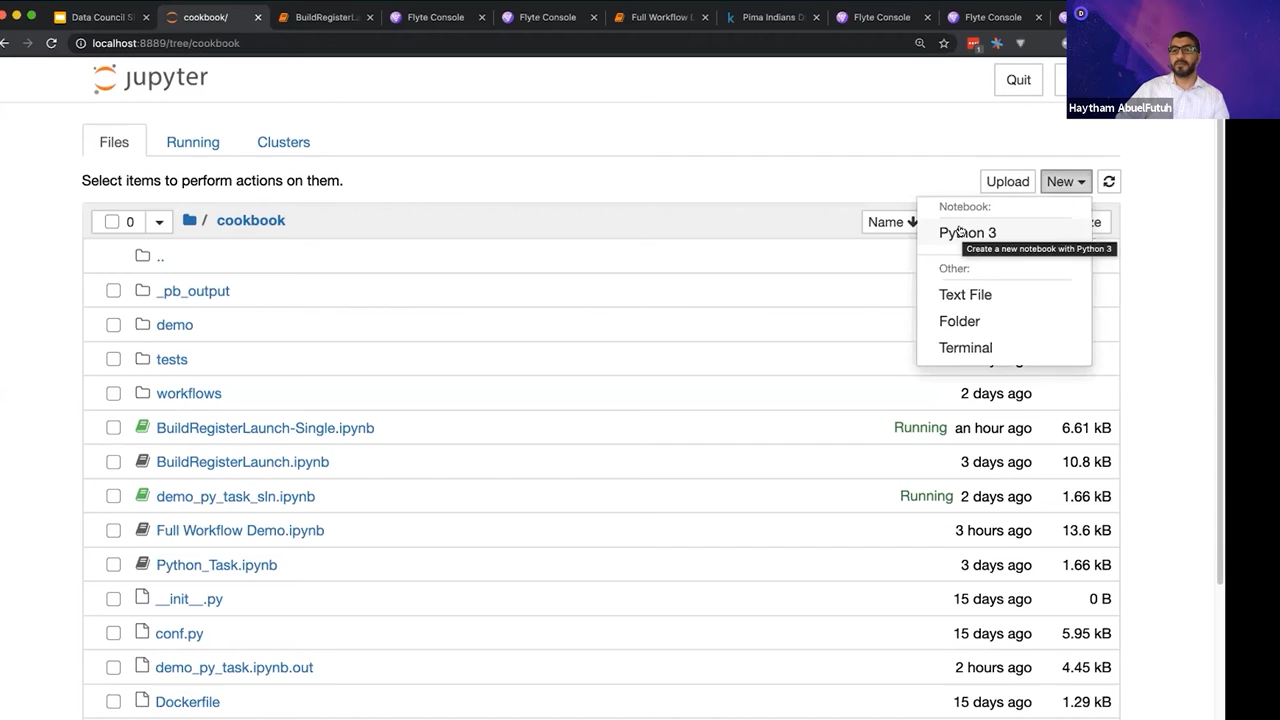 Data Council S
cookbook/
BuildRegisterL
Flyte Console
Flyte Console
Full Workflow D
Pima Indians D
Flyte Console
Flyte Console
localhost:8889/tree/cookbook
Haytham AbuelFutuh
jupyter
Quit
Files
Running
Clusters
Select items to perform actions on them.
Upload
New
0
/ cookbook
Name
ze
Notebook:
Python 3
Create a new notebook with Python 3
Other:
Text File
Folder
Terminal
..
_pb_output
demo
tests
workflows
2 days ago
BuildRegisterLaunch-Single.ipynb
Running an hour ago
6.61 kB
BuildRegisterLaunch.ipynb
3 days ago
10.8 kB
demo_py_task_sln.ipynb
Running 2 days ago
1.66 kB
Full Workflow Demo.ipynb
3 hours ago
13.6 kB
Python_Task.ipynb
3 days ago
1.66 kB
__init__.py
15 days ago
0 B
conf.py
15 days ago
5.95 kB
demo_py_task.ipynb.out
2 hours ago
4.45 kB
Dockerfile
15 days ago
1.29 kB